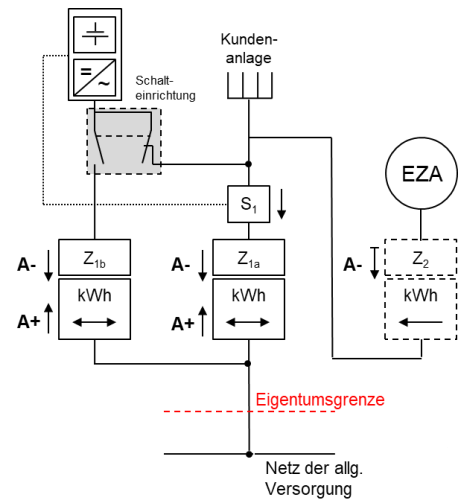 Kunden-
anlage
=
~
Schalt-
einrichtung
EZA
S1
A-
Z1b
A-
Z1a
A-
Z2
A+
kWh
A+
kWh
kWh
Eigentumsgrenze
Netz der allg.
Versorgung